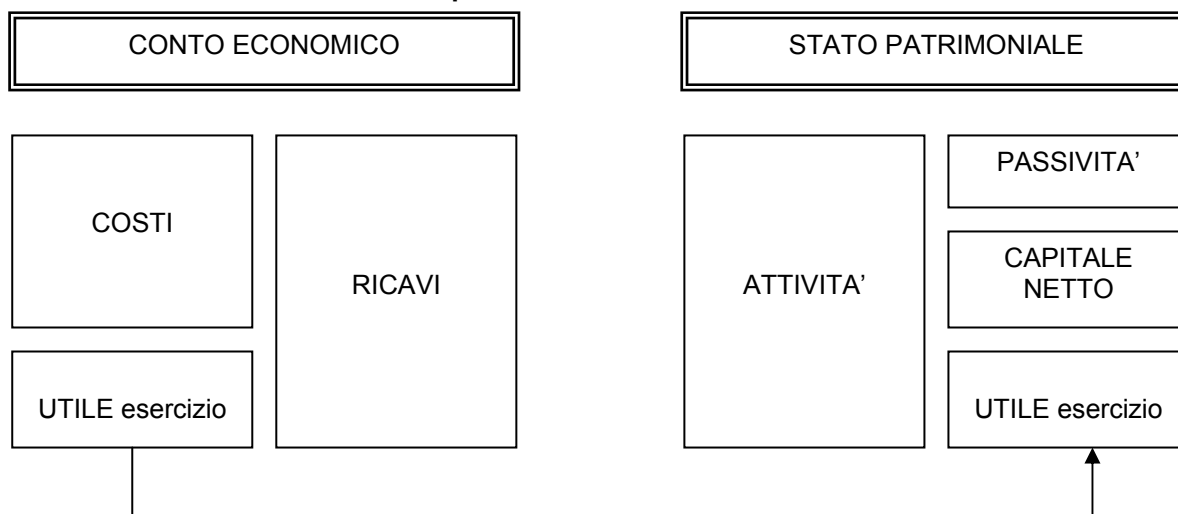 CONTO ECONOMICO
STATO PATRIMONIALE
COSTI
RICAVI
UTILE esercizio
ATTIVITA’
PASSIVITA’
CAPITALE
NETTO
UTILE esercizio